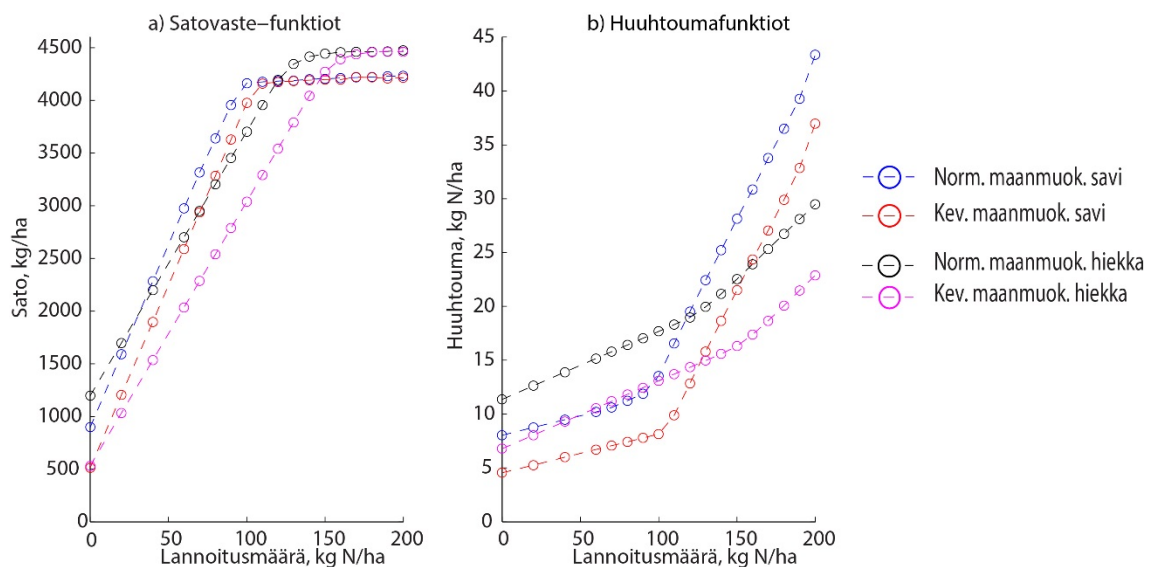 a) Satovaste–funktiot
4500
4000
3500
3000
2500
2000
1500
1000
500
0
Sato, kg/ha
0 50 100 150 200
Lannoitusmäärä, kg N/ha
b) Huuhtoumafunktiot
45
40
35
30
25
20
15
10
5
0
Huuhtouma, kg N/ha
0 50 100 150 200
Lannoitusmäärä, kg N/ha
Norm. maanmuok. savi
Kev. maanmuok. savi
Norm. maanmuok. hiekka
Kev. maanmuok. hiekka